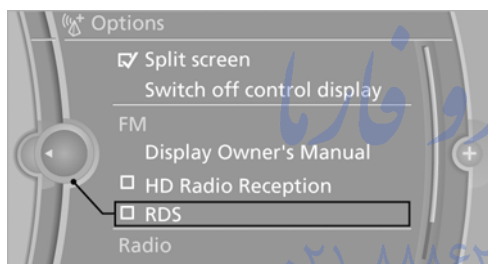 Options
Split screen
Switch off control display
FM
Display Owner's Manual
HD Radio Reception
RDS
Radio